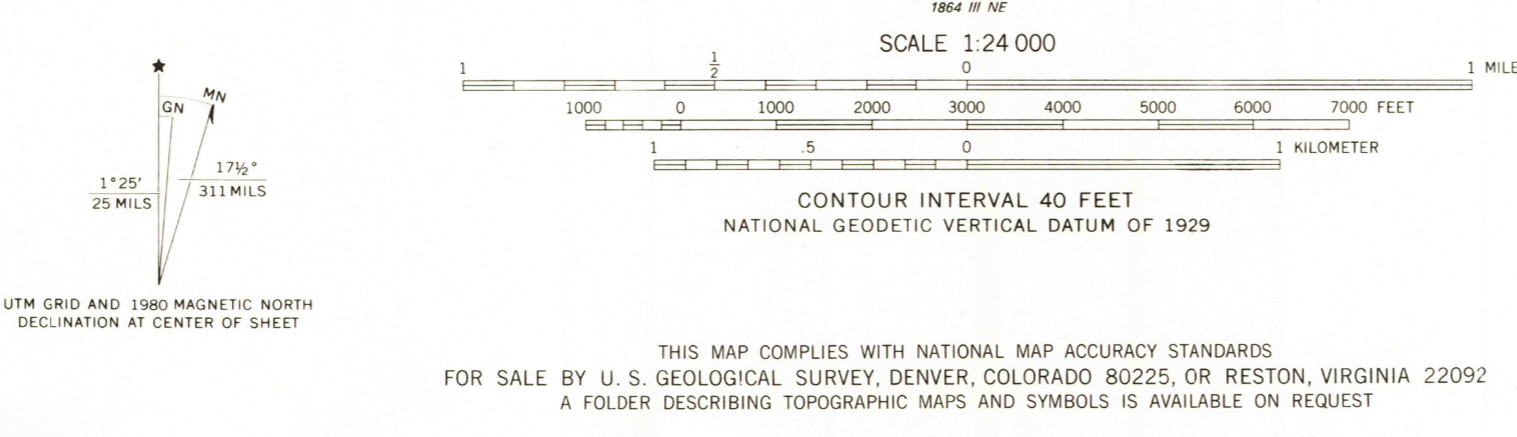 1864 III NE
SCALE 1:24 000
1 ½ 0 1 MILE
1000 0 1000 2000 3000 4000 5000 6000 7000 FEET
1 .5 0 1 KILOMETER
CONTOUR INTERVAL 40 FEET
NATIONAL GEODETIC VERTICAL DATUM OF 1929
★
MN
GN
17½°
311 MILS
1°25′
25 MILS
UTM GRID AND 1980 MAGNETIC NORTH
DECLINATION AT CENTER OF SHEET
THIS MAP COMPLIES WITH NATIONAL MAP ACCURACY STANDARDS
FOR SALE BY U. S. GEOLOGICAL SURVEY, DENVER, COLORADO 80225, OR RESTON, VIRGINIA 22092
A FOLDER DESCRIBING TOPOGRAPHIC MAPS AND SYMBOLS IS AVAILABLE ON REQUEST